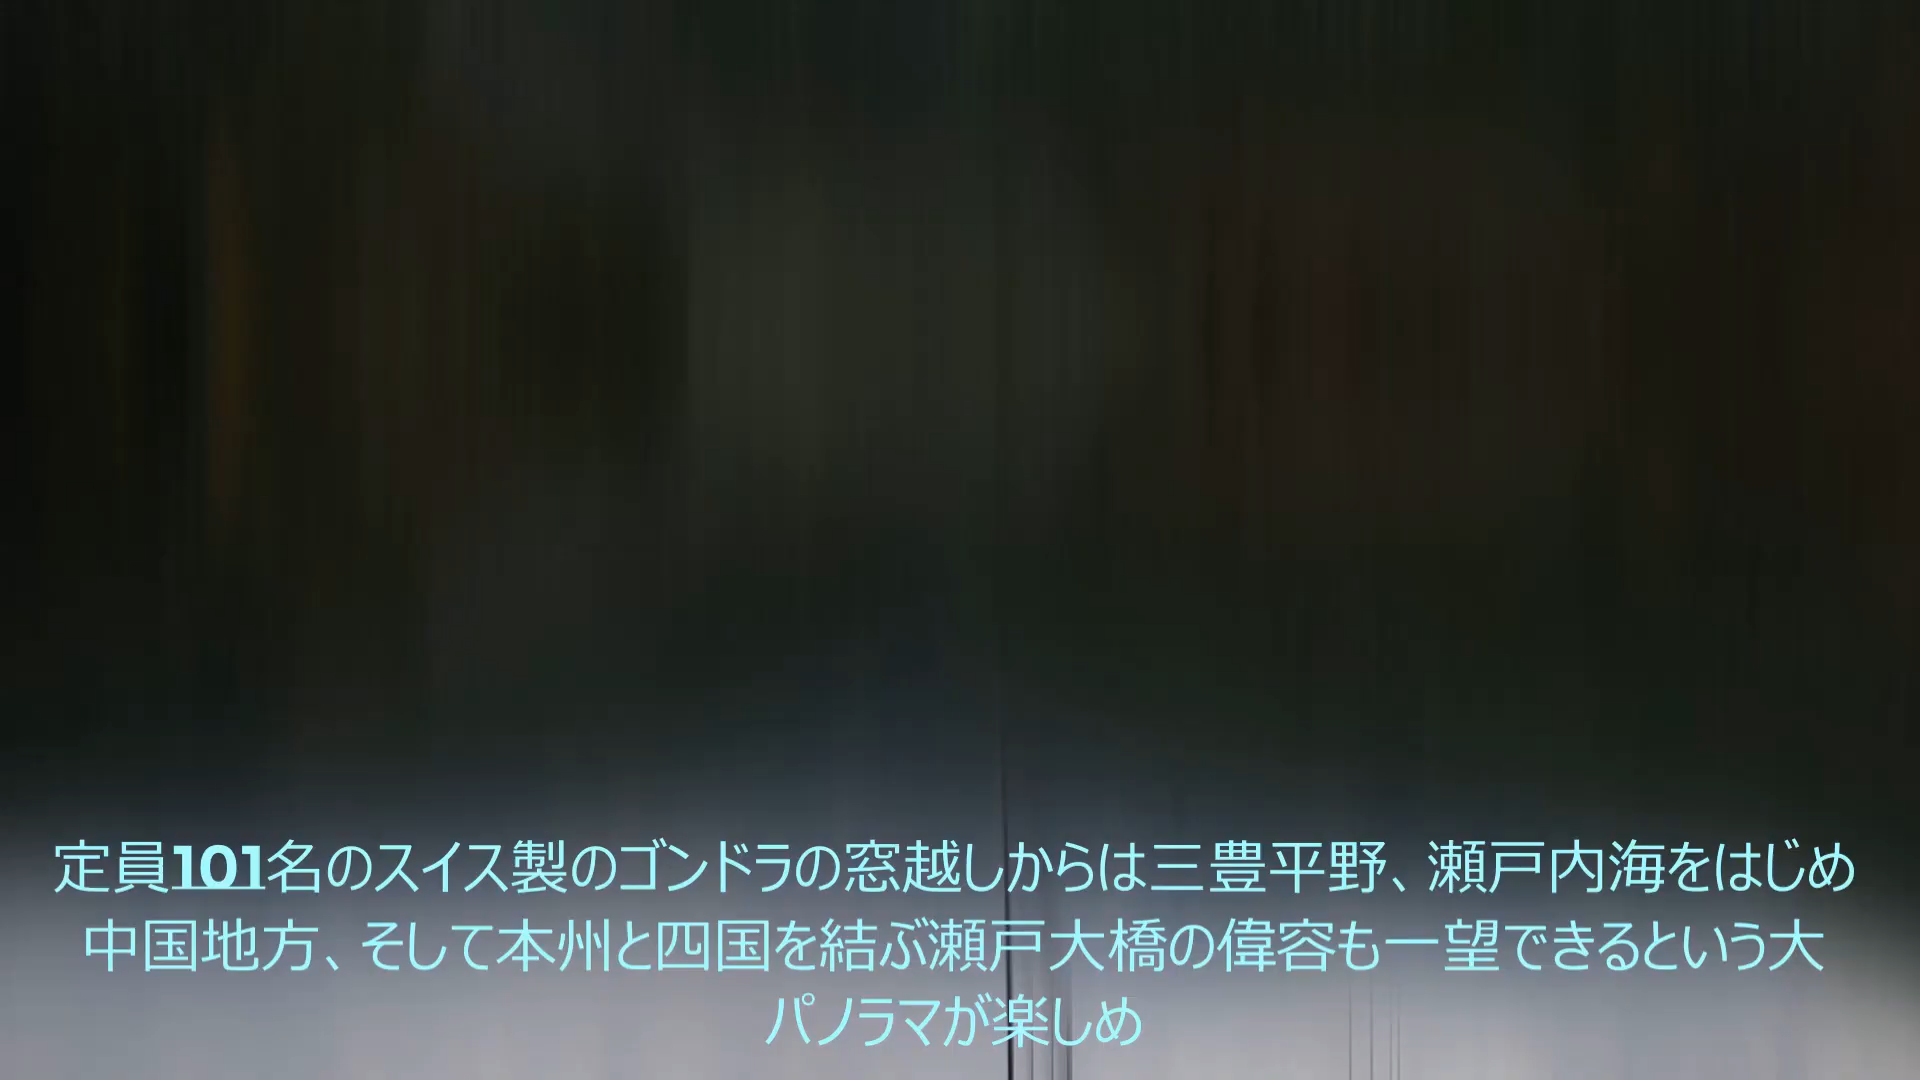 定員101名のスイス製のゴンドラの窓越しからは三豊平野、瀬戸内海をはじめ
中国地方、そして本州と四国を結ぶ瀬戸大橋の偉容も一望できるという大
パノラマが楽しめ